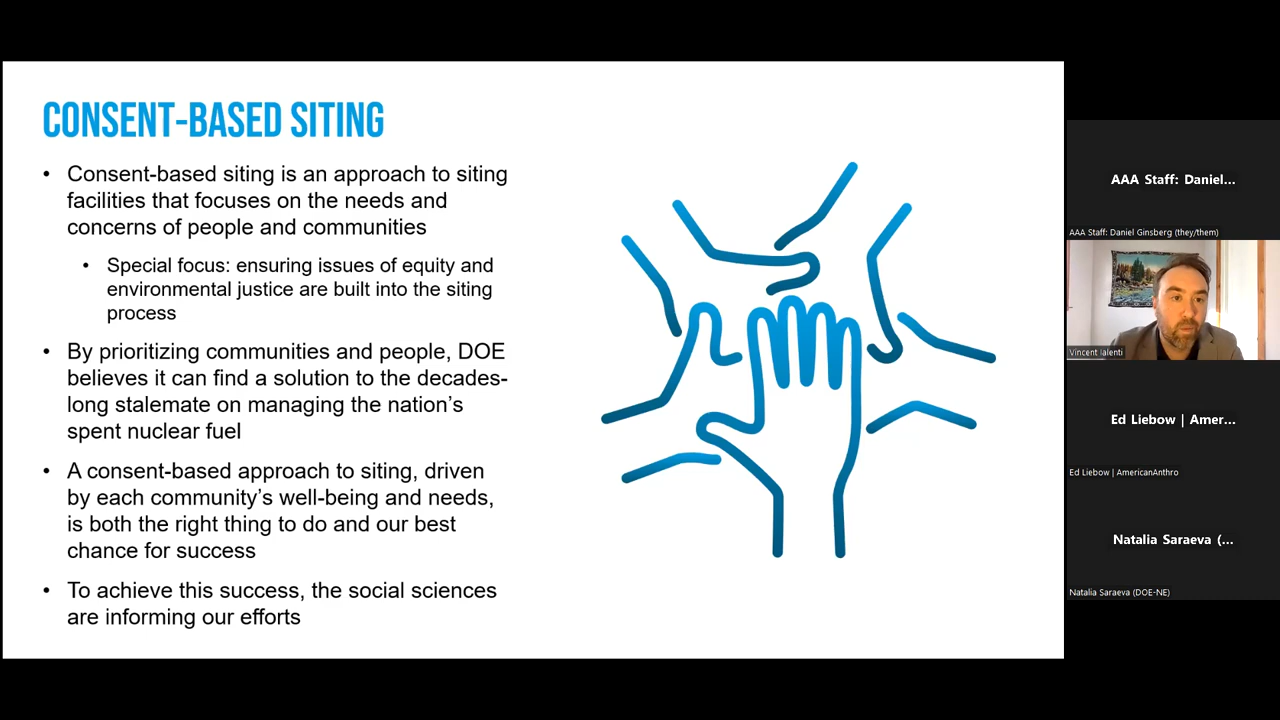 CONSENT-BASED SITING
• Consent-based siting is an approach to siting
facilities that focuses on the needs and
concerns of people and communities
• Special focus: ensuring issues of equity and
environmental justice are built into the siting
process
• By prioritizing communities and people, DOE
believes it can find a solution to the decades-
long stalemate on managing the nation’s
spent nuclear fuel
• A consent-based approach to siting, driven
by each community’s well-being and needs,
is both the right thing to do and our best
chance for success
• To achieve this success, the social sciences
are informing our efforts
AAA Staff: Daniel...
AAA Staff: Daniel Ginsberg (they/them)
Vincent Ialenti
Ed Liebow | Amer...
Ed Liebow | AmericanAnthro
Natalia Saraeva (...
Natalia Saraeva (DOE-NE)